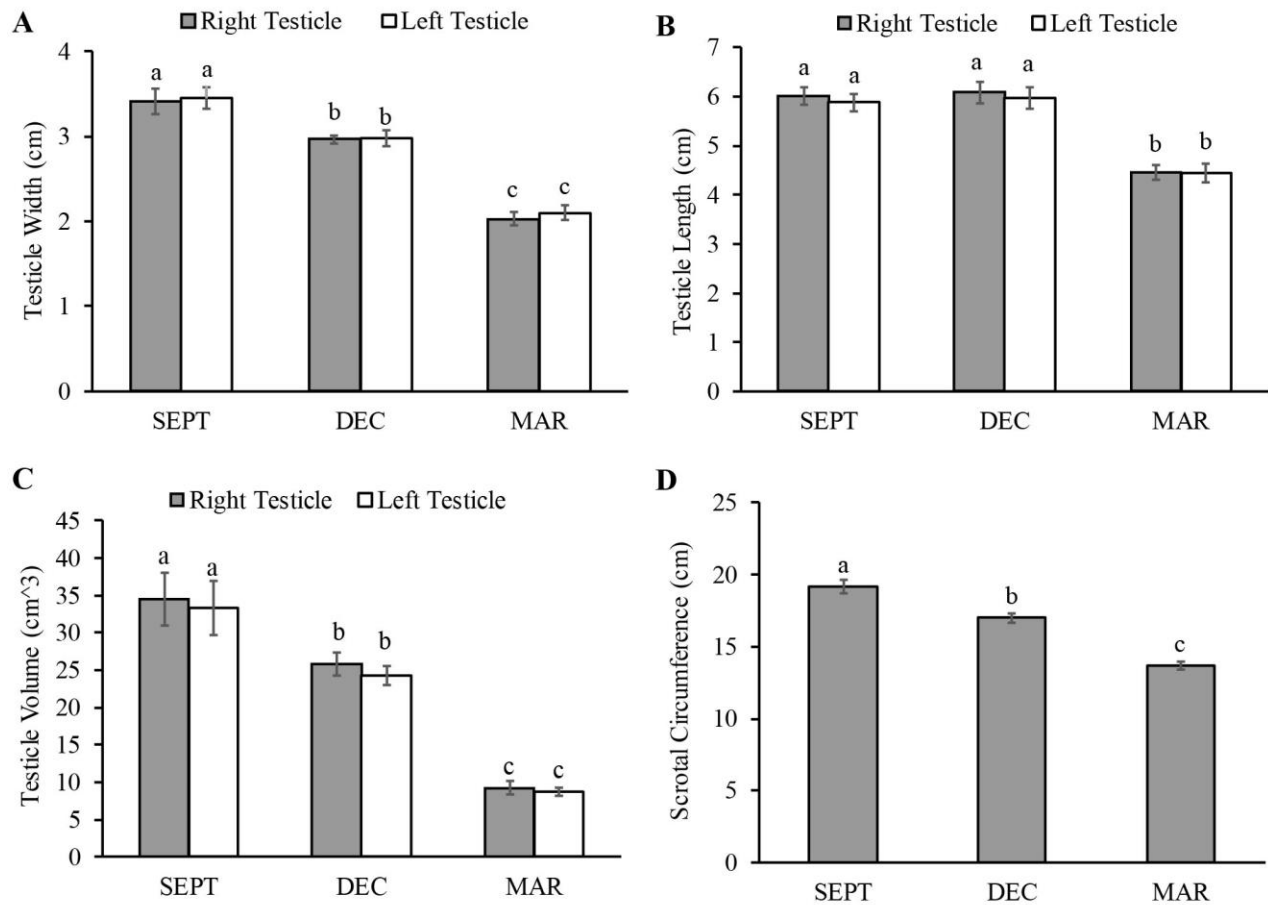 A
Right Testicle Left Testicle
Testicle Width (cm)
4
3
2
1
0
a a
b b
c c
SEPT DEC MAR
B
Right Testicle Left Testicle
Testicle Length (cm)
7
6
5
4
3
2
1
0
a a
a a
b b
SEPT DEC MAR
C
Right Testicle Left Testicle
Testicle Volume (cm^3)
45
40
35
30
25
20
15
10
5
0
a a
b b
c c
SEPT DEC MAR
D
Scrotal Circumference (cm)
25
20
15
10
5
0
a
b
c
SEPT DEC MAR